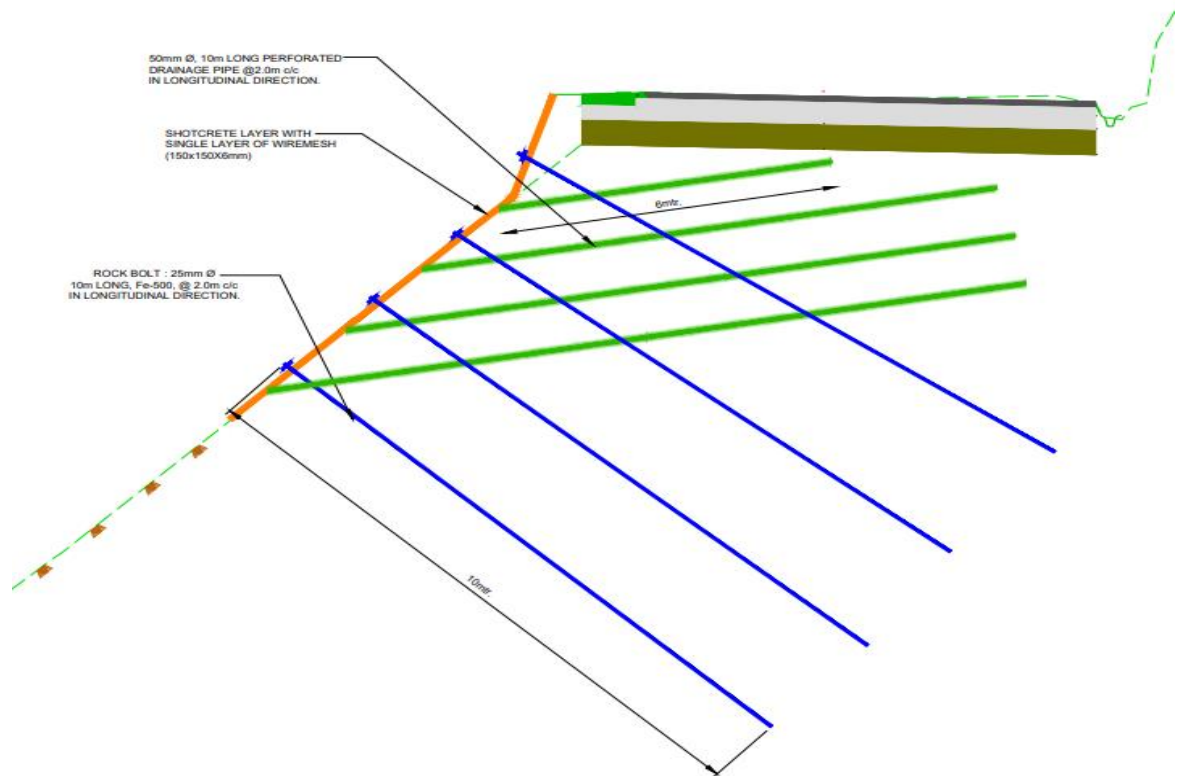 50mm Ø, 10m LONG PERFORATED
DRAINAGE PIPE @2.0m c/c
IN LONGITUDINAL DIRECTION.
SHOTCRETE LAYER WITH
SINGLE LAYER OF WIREMESH
(150x150X6mm)
6mtr.
ROCK BOLT : 25mm Ø
10m LONG, Fe-500, @ 2.0m c/c
IN LONGITUDINAL DIRECTION.
10mtr.